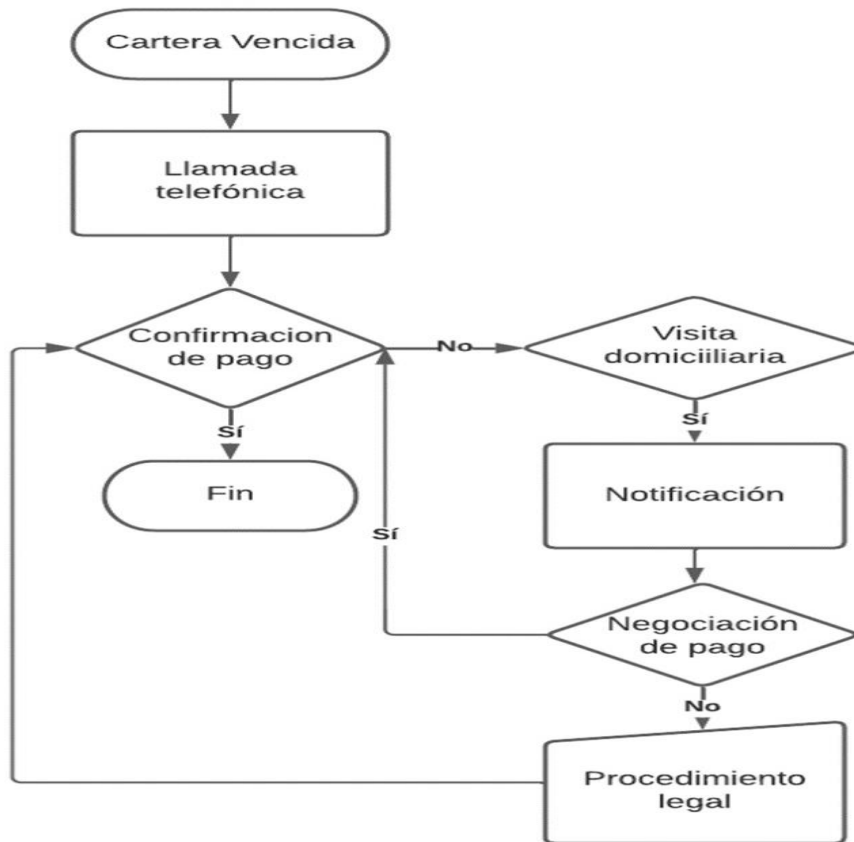 Cartera Vencida
Llamada
telefónica
Confirmacion
de pago
No
Visita
domiciiliaria
Sí
Sí
Fin
Notificación
Sí
Negociación
de pago
No
Procedimiento
legal